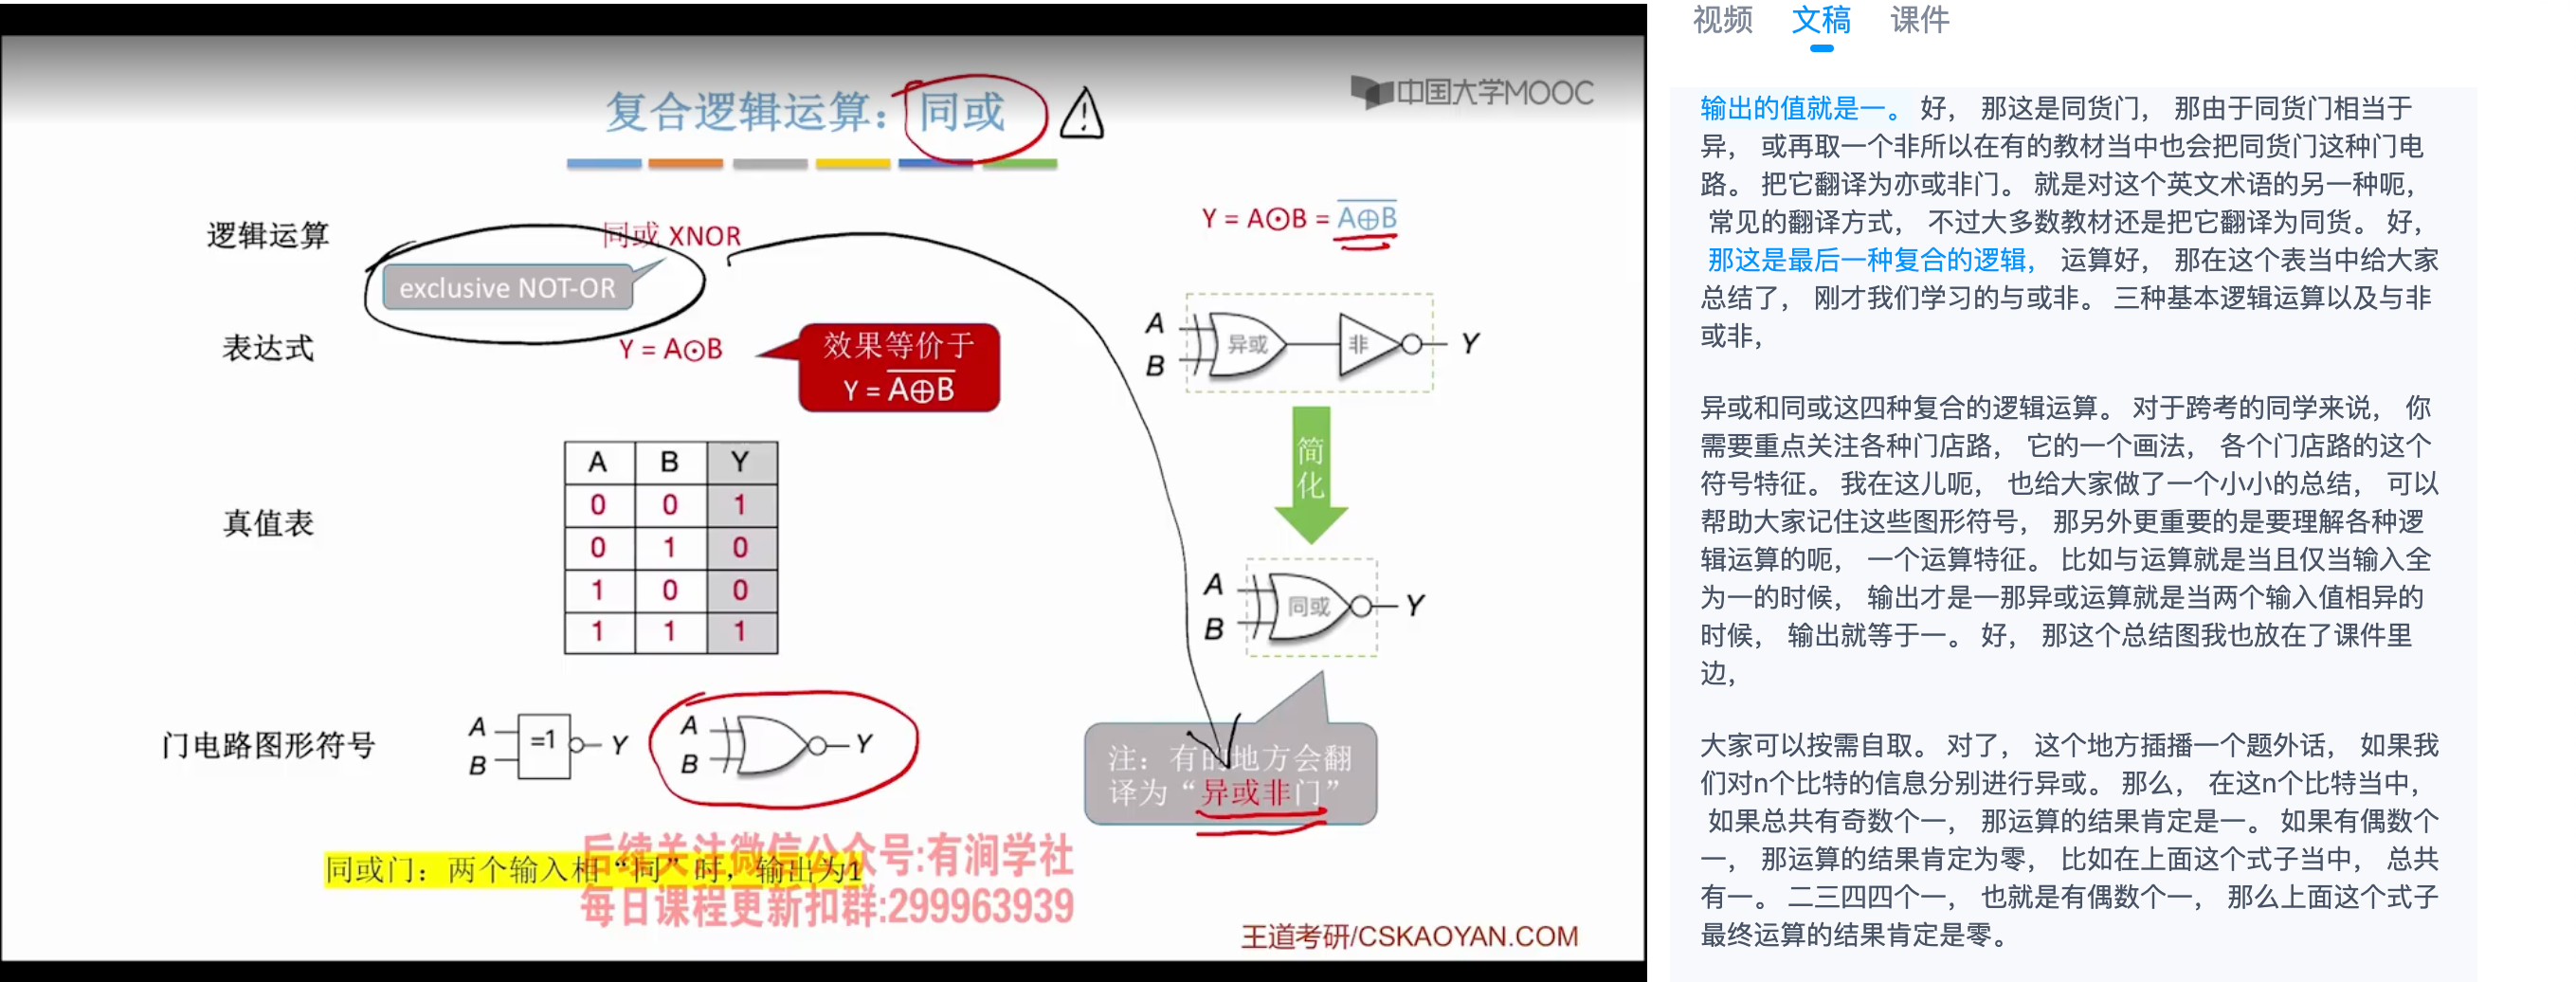 复合逻辑运算：同或
中国大学MOOC
逻辑运算
同或 XNOR
exclusive NOT-OR
表达式
Y = A⊙B
效果等价于
Y = A⊕B
真值表
A B Y
0 0 1
0 1 0
1 0 0
1 1 1
门电路图形符号
A
B
=1
Y
A
B
Y
同或门：两个输入相“同”时，输出为1
后续关注微信公众号:有涧学社
每日课程更新扣群:299963939
Y = A⊙B = A⊕B
A
B
异或
非
Y
简
化
A
B
同或
Y
注：有的地方会翻
译为“异或非门”
王道考研/CSKAOYAN.COM
视频 文稿 课件
输出的值就是一。 好， 那这是同货门， 那由于同货门相当于
异， 或再取一个非所以在有的教材当中也会把同货门这种门电
路。 把它翻译为亦或非门。 就是对这个英文术语的另一种呃，
常见的翻译方式， 不过大多数教材还是把它翻译为同货。 好，
那这是最后一种复合的逻辑， 运算好， 那在这个表当中给大家
总结了， 刚才我们学习的与或非。 三种基本逻辑运算以及与非
或非，
异或和同或这四种复合的逻辑运算。 对于跨考的同学来说， 你
需要重点关注各种门店路， 它的一个画法， 各个门店路的这个
符号特征。 我在这儿呃， 也给大家做了一个小小的总结， 可以
帮助大家记住这些图形符号， 那另外更重要的是要理解各种逻
辑运算的呃， 一个运算特征。 比如与运算就是当且仅当输入全
为一的时候， 输出才是一那异或运算就是当两个输入值相异的
时候， 输出就等于一。 好， 那这个总结图我也放在了课件里
边，
大家可以按需自取。 对了， 这个地方插播一个题外话， 如果我
们对n个比特的信息分别进行异或。 那么， 在这n个比特当中，
如果总共有奇数个一， 那运算的结果肯定是一。 如果有偶数个
一， 那运算的结果肯定为零， 比如在上面这个式子当中， 总共
有一。 二三四四个一， 也就是有偶数个一， 那么上面这个式子
最终运算的结果肯定是零。